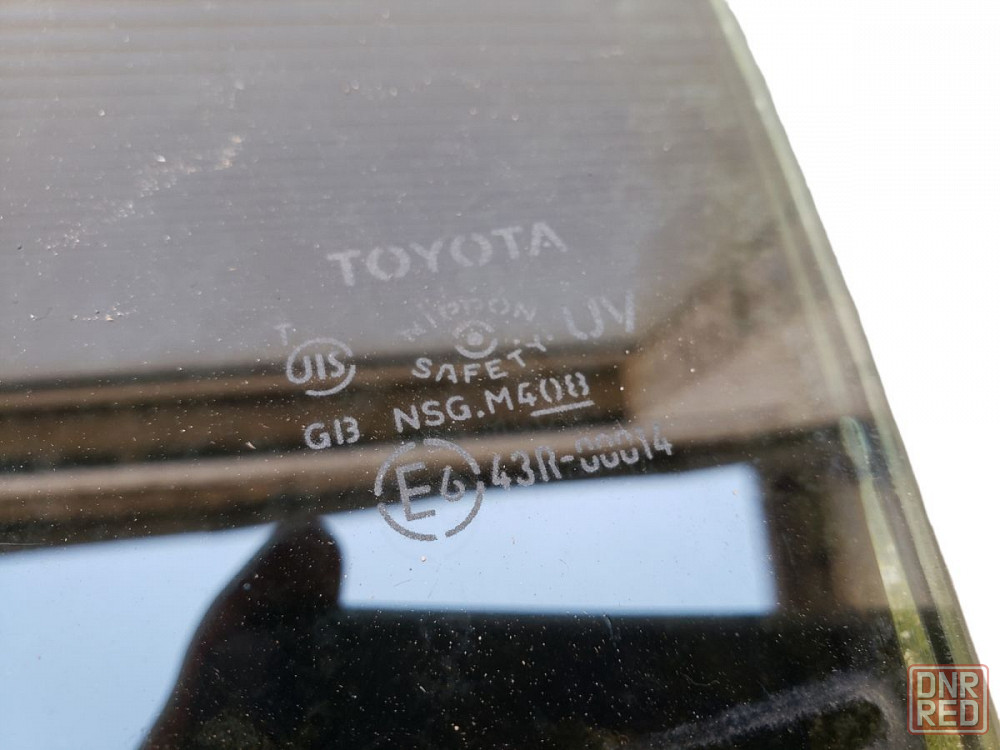 TOYOTA
NIPPON
SAFETY
UV
T
JIS
G13 NSG.M408
E6 43R-00014
DNR
RED